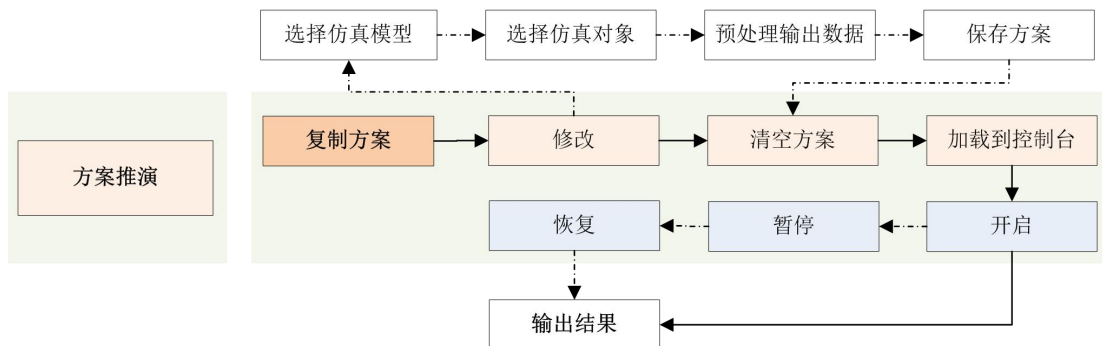 选择仿真模型
选择仿真对象
预处理输出数据
保存方案
方案推演
复制方案
修改
清空方案
加载到控制台
恢复
暂停
开启
输出结果